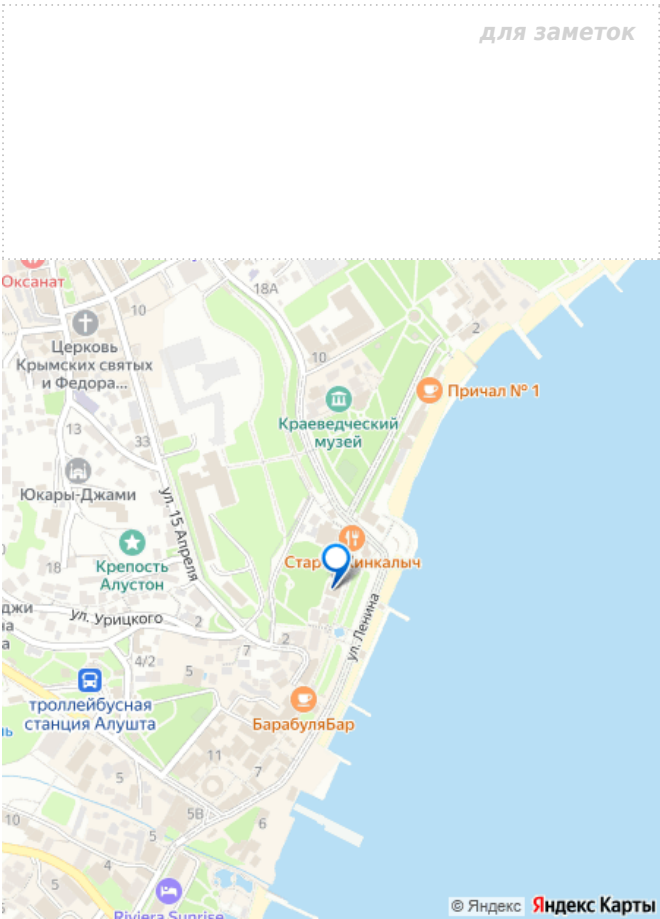 для заметок
Оксанат
18А
10
2
Церковь
Крымских святых
и Федора...
10
Причал № 1
Краеведческий
музей
13
33
Юкары-Джами
ул. 15 Апреля
Крепость
Алустон
18
ул. Урицкого
2
2
ул. Ленина
7
4/2
5
троллейбусная
станция Алушта
БарабуляБар
11
7
5
5В
6
10
5
5
Riviera Sunrise
© Яндекс Яндекс Карты